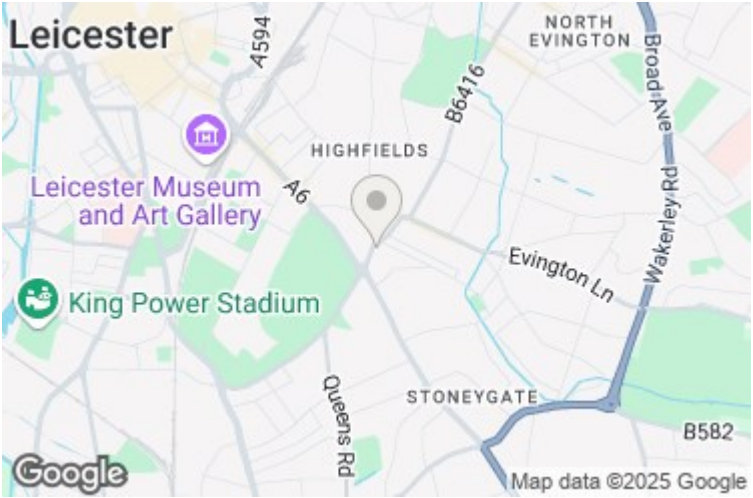 Leicester
A594
NORTH
EVINGTON
Broad Ave
B6416
HIGHFIELDS
Leicester Museum
and Art Gallery
A6
Wakerley Rd
Evington Ln
King Power Stadium
Queens Rd
STONEYGATE
B582
Google
Map data ©2025 Google